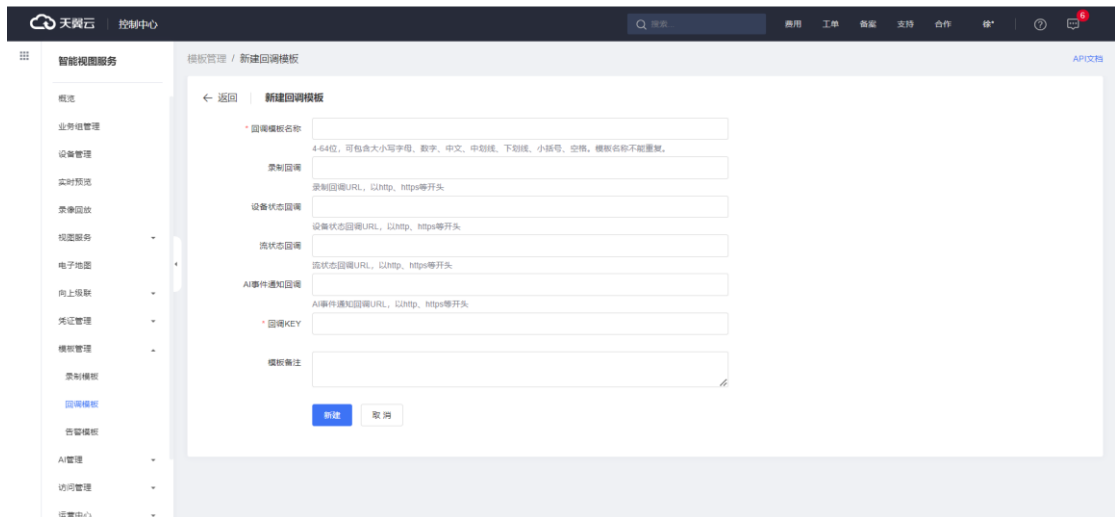 天翼云 控制中心 搜索... 费用 工单 备案 支持 合作 徐* 6
智能视图服务
概览
业务组管理
设备管理
实时预览
录像回放
视图服务
电子地图
向上级联
凭证管理
模板管理
录制模板
回调模板
告警模板
AI管理
访问管理
运营中心
模板管理 / 新建回调模板 API文档
← 返回 新建回调模板
* 回调模板名称
4-64位，可包含大小写字母、数字、中文、中划线、下划线、小括号、空格。模板名称不能重复。
录制回调
录制回调URL，以http、https等开头
设备状态回调
设备状态回调URL，以http、https等开头
流状态回调
流状态回调URL，以http、https等开头
AI事件通知回调
AI事件通知回调URL，以http、https等开头
* 回调KEY
模板备注
新建 取消